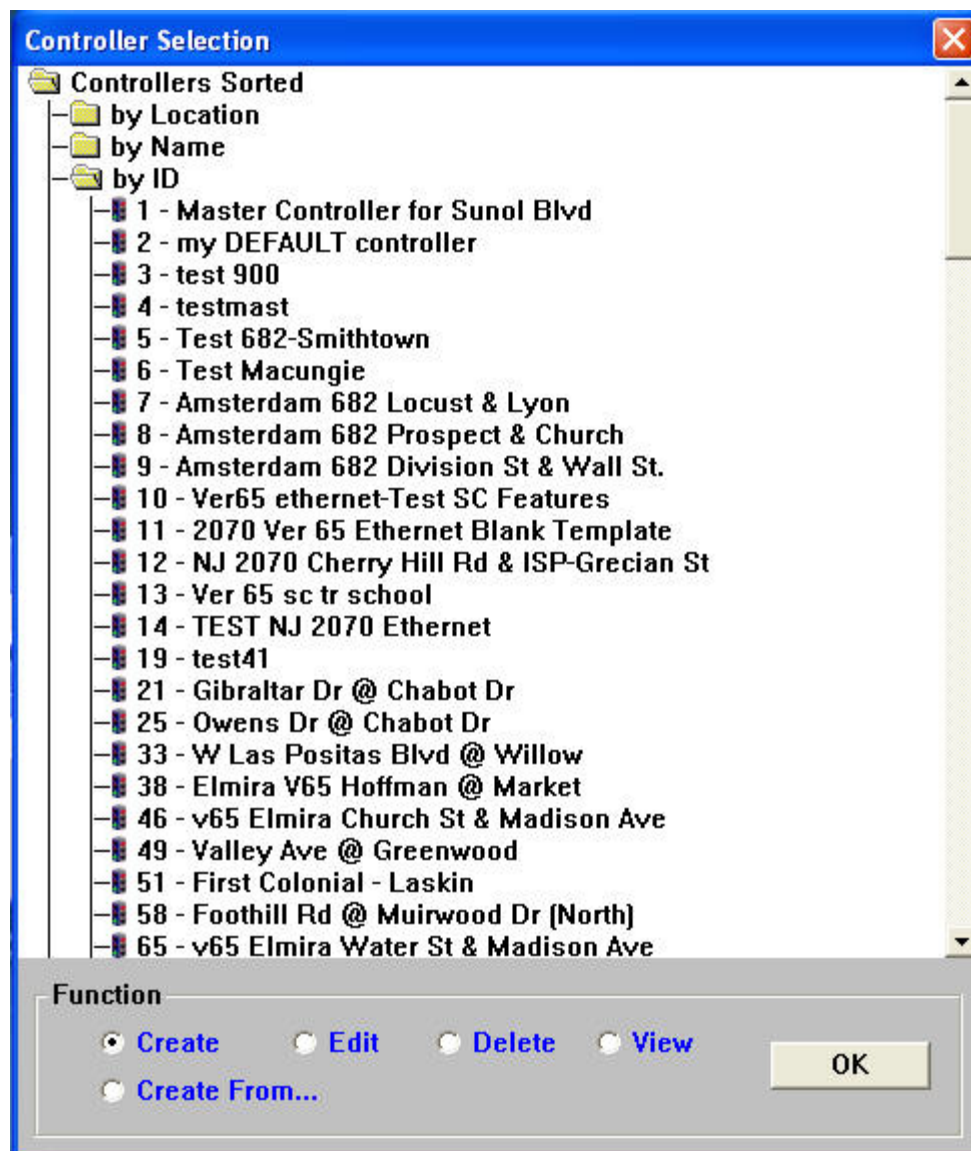 Controller Selection
Controllers Sorted
by Location
by Name
by ID
1 - Master Controller for Sunol Blvd
2 - my DEFAULT controller
3 - test 900
4 - testmast
5 - Test 682-Smithtown
6 - Test Macungie
7 - Amsterdam 682 Locust & Lyon
8 - Amsterdam 682 Prospect & Church
9 - Amsterdam 682 Division St & Wall St.
10 - Ver65 ethernet-Test SC Features
11 - 2070 Ver 65 Ethernet Blank Template
12 - NJ 2070 Cherry Hill Rd & ISP-Grecian St
13 - Ver 65 sc tr school
14 - TEST NJ 2070 Ethernet
19 - test41
21 - Gibraltar Dr @ Chabot Dr
25 - Owens Dr @ Chabot Dr
33 - W Las Positas Blvd @ Willow
38 - Elmira V65 Hoffman @ Market
46 - v65 Elmira Church St & Madison Ave
49 - Valley Ave @ Greenwood
51 - First Colonial - Laskin
58 - Foothill Rd @ Muirwood Dr (North)
65 - v65 Elmira Water St & Madison Ave
Function
Create Edit Delete View
OK
Create From...